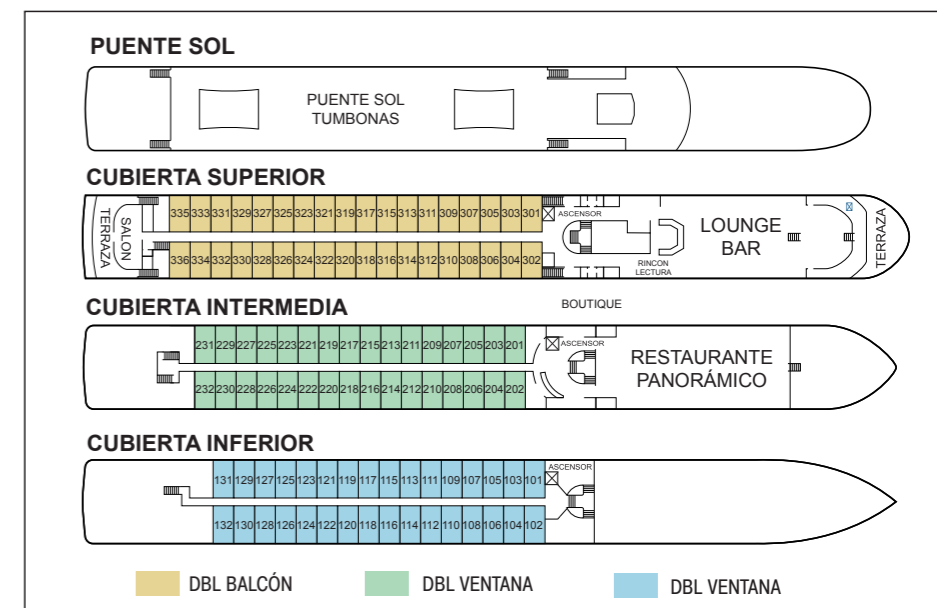 PUENTE SOL
PUENTE SOL
TUMBONAS
CUBIERTA SUPERIOR
335 333 331 329 327 325 323 321 319 317 315 313 311 309 307 305 303 301
ASCENSOR
TERRAZA
SALON
LOUNGE
BAR
TERRAZA
RINCON
LECTURA
336 334 332 330 328 326 324 322 320 318 316 314 312 310 308 306 304 302
CUBIERTA INTERMEDIA
BOUTIQUE
231 229 227 225 223 221 219 217 215 213 211 209 207 205 203 201
ASCENSOR
RESTAURANTE
PANORÁMICO
232 230 228 226 224 222 220 218 216 214 212 210 208 206 204 202
CUBIERTA INFERIOR
ASCENSOR
131 129 127 125 123 121 119 117 115 113 111 109 107 105 103 101
132 130 128 126 124 122 120 118 116 114 112 110 108 106 104 102
DBL BALCÓN
DBL VENTANA
DBL VENTANA